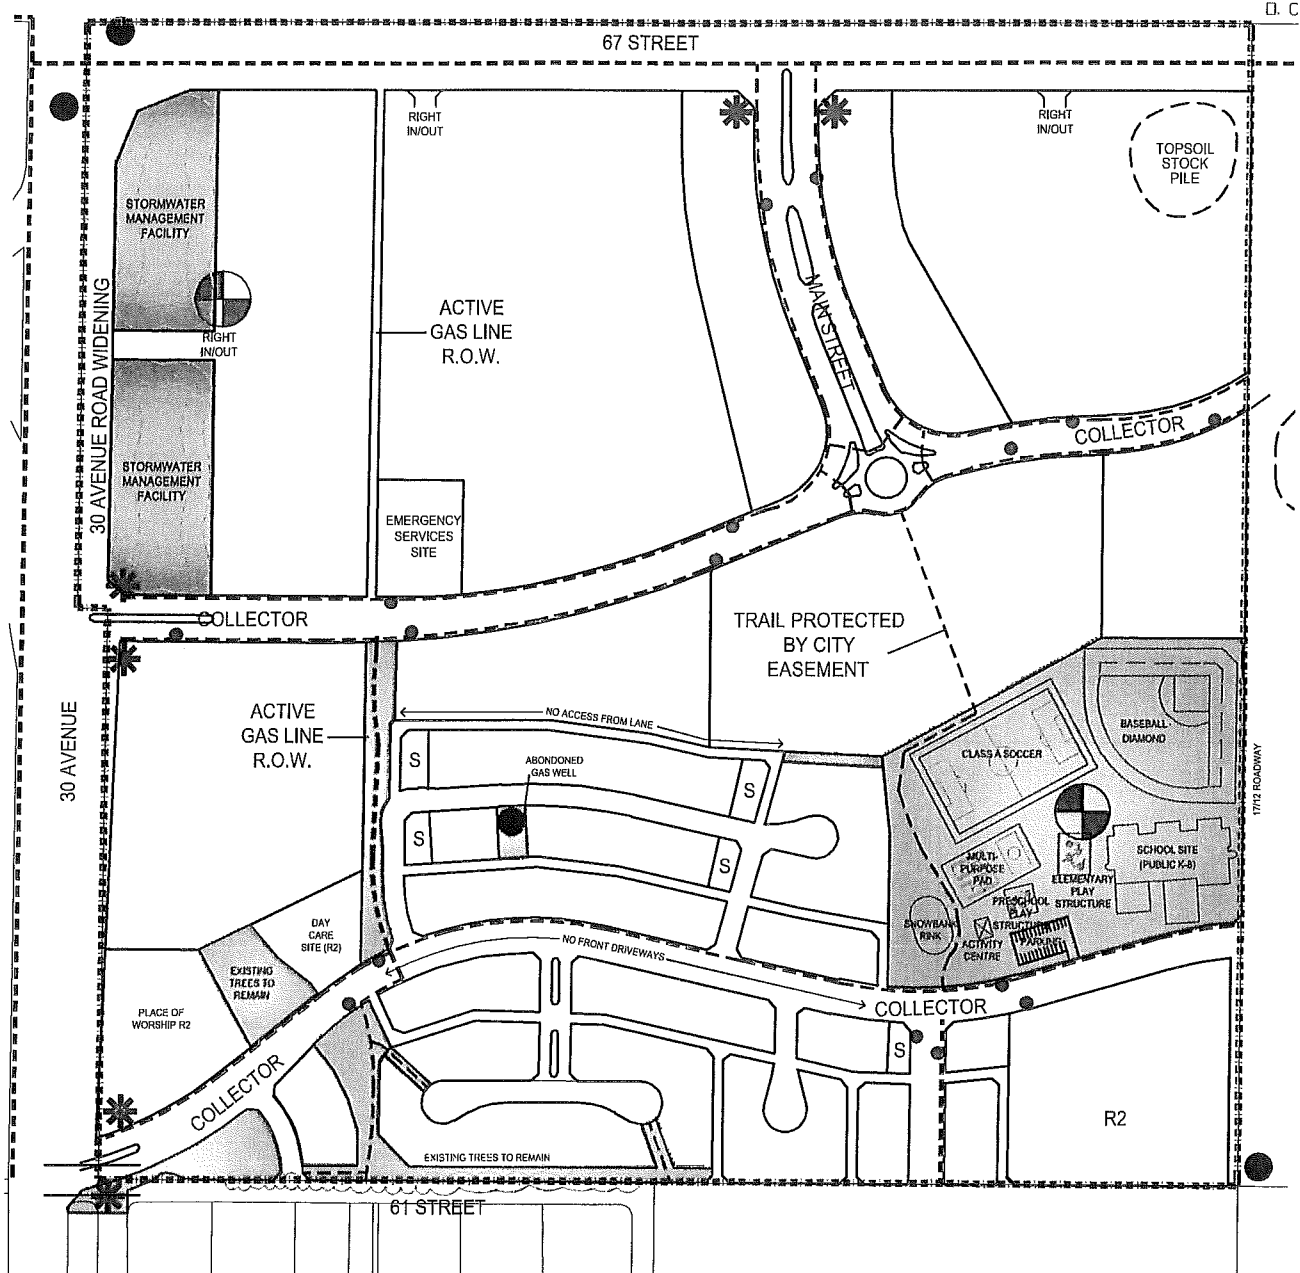 D. C
67 STREET
RIGHT
IN/OUT
RIGHT
IN/OUT
TOPSOIL
STOCK
PILE
STORMWATER
MANAGEMENT
FACILITY
RIGHT
IN/OUT
30 AVENUE ROAD WIDENING
ACTIVE
GAS LINE
R.O.W.
MAIN STREET
COLLECTOR
STORMWATER
MANAGEMENT
FACILITY
EMERGENCY
SERVICES
SITE
COLLECTOR
TRAIL PROTECTED
BY CITY
EASEMENT
30 AVENUE
ACTIVE
GAS LINE
R.O.W.
NO ACCESS FROM LANE
BASEBALL
DIAMOND
CLASS A SOCCER
17/12 ROADWAY
S
ABONDONED
GAS WELL
S
S
S
MULTI-
PURPOSE
PAD
SCHOOL SITE
(PUBLIC K-8)
ELEMENTARY
PLAY
STRUCTURE
PRESCHOOL
PLAY
STRUCTURE
SNOWBANK
RINK
ACTIVITY
CENTRE
PARKING
DAY
CARE
SITE (R2)
NO FRONT DRIVEWAYS
EXISTING
TREES TO
REMAIN
PLACE OF
WORSHIP R2
COLLECTOR
COLLECTOR
S
R2
EXISTING TREES TO REMAIN
61 STREET